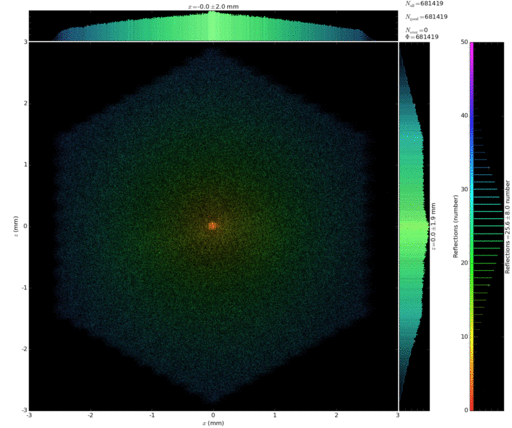 x=-0.0 ± 2.0 mm
N_all = 681419
N_good = 681419
N_over = 0
Φ = 681419
3
2
1
0
-1
-2
-3
z (mm)
-3
-2
-1
0
1
2
3
x (mm)
z=0.0 ± 1.9 mm
50
40
30
20
10
0
Reflections (number)
Reflections = 25.6 ± 8.0 number